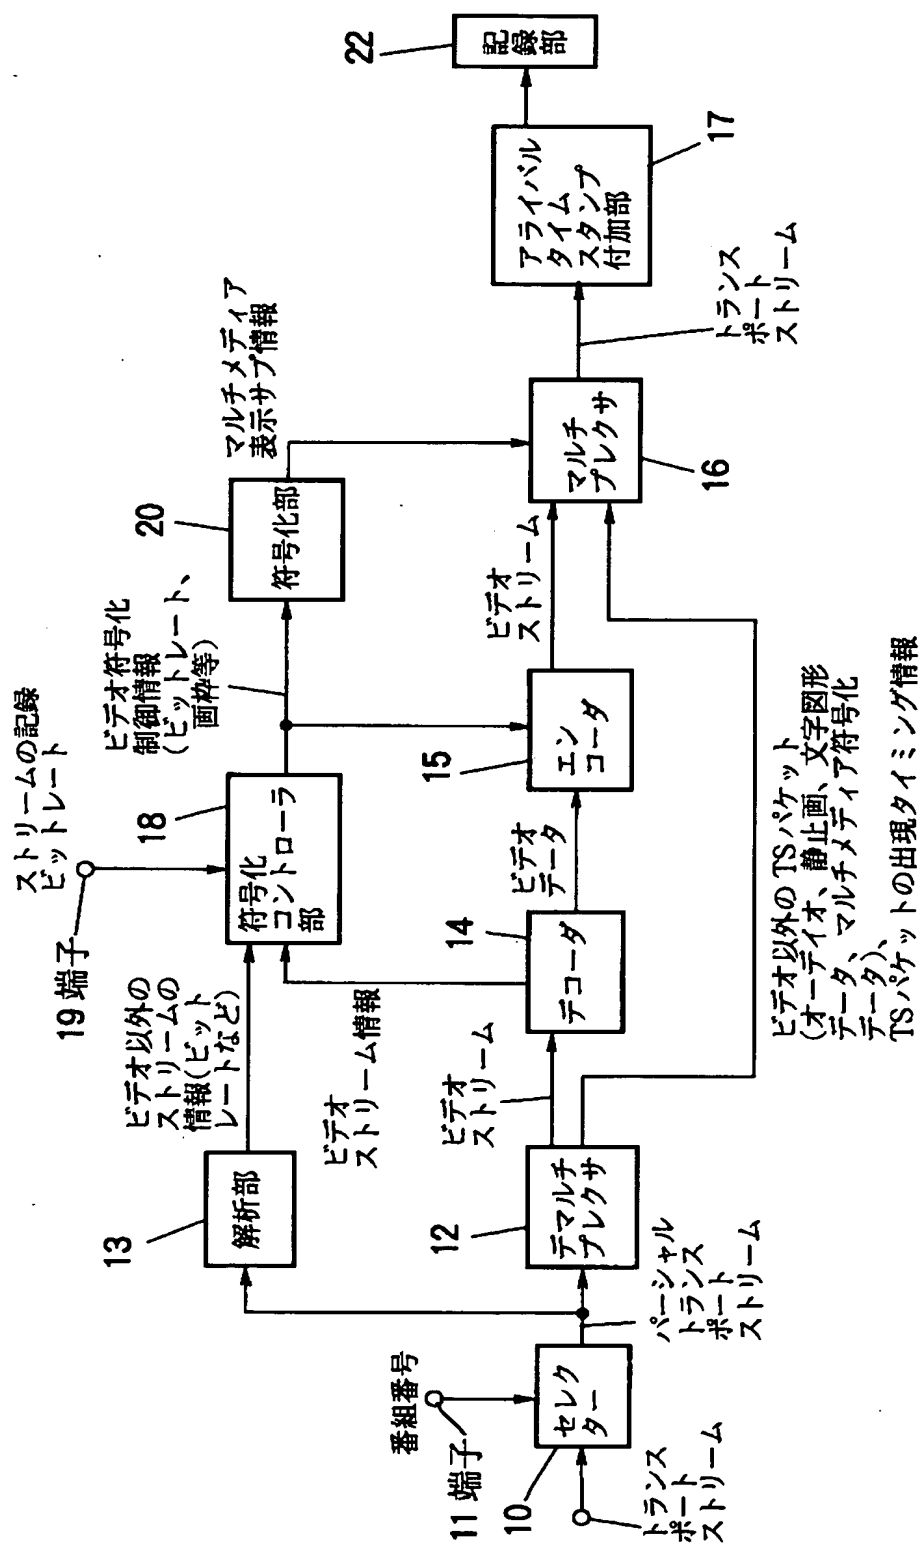 トランス
ポート
ストリーム
10
セレク
ター
11 端子
番組番号
パーシャル
トランス
ポート
ストリーム
13
解析部
12
デマルチ
プレクサ
ビデオ以外の
ストリームの
情報(ビット
レートなど)
ビデオ
ストリーム情報
ビデオ
ストリーム
19 端子
ストリームの記録
ビットレート
18
符号化
コントローラ
部
14
デコーダ
ビデオ
データ
15
エン
コーダ
ビデオ符号化
制御情報
(ビットレート、
画枠等)
20
符号化部
マルチメディア
表示サブ情報
ビデオ
ストリーム
ビデオ以外のTSパケット
(オーデイオ、静止画、文字図形
データ、マルチメディア符号化
データ)、
TSパケットの出現タイミング情報
マルチ
プレクサ
16
トランス
ポート
ストリーム
アライバル
タイム
スタンプ
付加部
17
22
記録部